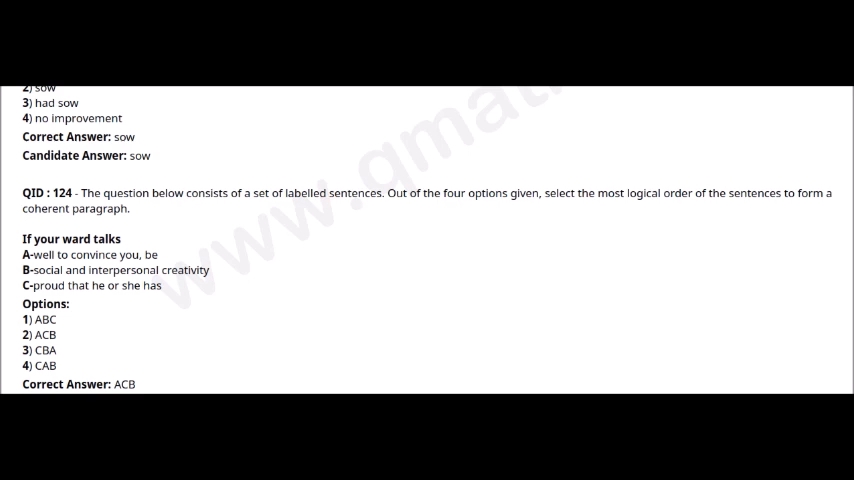 2) sow
3) had sow
4) no improvement
Correct Answer: sow
Candidate Answer: sow
QID : 124 - The question below consists of a set of labelled sentences. Out of the four options given, select the most logical order of the sentences to form a
coherent paragraph.
If your ward talks
A-well to convince you, be
B-social and interpersonal creativity
C-proud that he or she has
Options:
1) ABC
2) ACB
3) CBA
4) CAB
Correct Answer: ACB